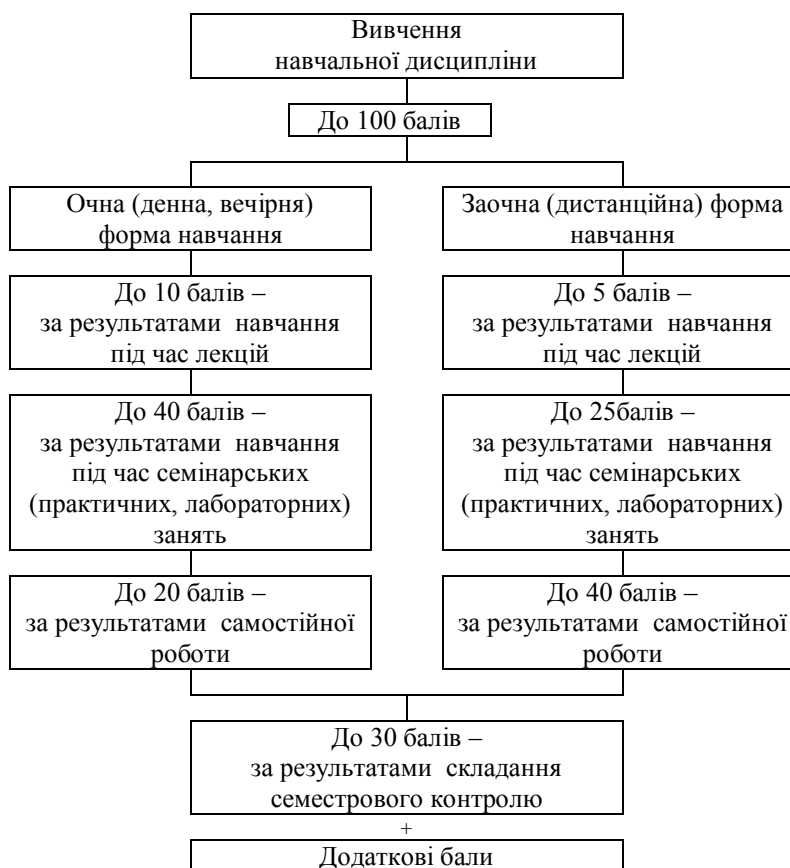 Вивчення
навчальної дисципліни
До 100 балів
Очна (денна, вечірня)
форма навчання
Заочна (дистанційна) форма
навчання
До 10 балів –
за результатами навчання
під час лекцій
До 5 балів –
за результатами навчання
під час лекцій
До 40 балів –
за результатами навчання
під час семінарських
(практичних, лабораторних)
занять
До 25балів –
за результатами навчання
під час семінарських
(практичних, лабораторних)
занять
До 20 балів –
за результатами самостійної
роботи
До 40 балів –
за результатами самостійної
роботи
До 30 балів –
за результатами складання
семестрового контролю
+
Додаткові бали